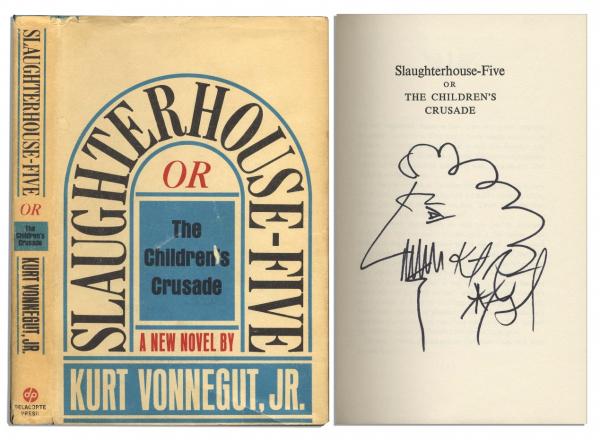 SLAUGHTERHOUSE-FIVE
OR
The
Children's
Crusade
KURT VONNEGUT, JR.
dp
DELACORTE
PRESS
SLAUGHTERHOUSE-FIVE
OR
The
Children's
Crusade
A NEW NOVEL BY
KURT VONNEGUT, JR.
Slaughterhouse-Five
OR
THE CHILDREN'S
CRUSADE